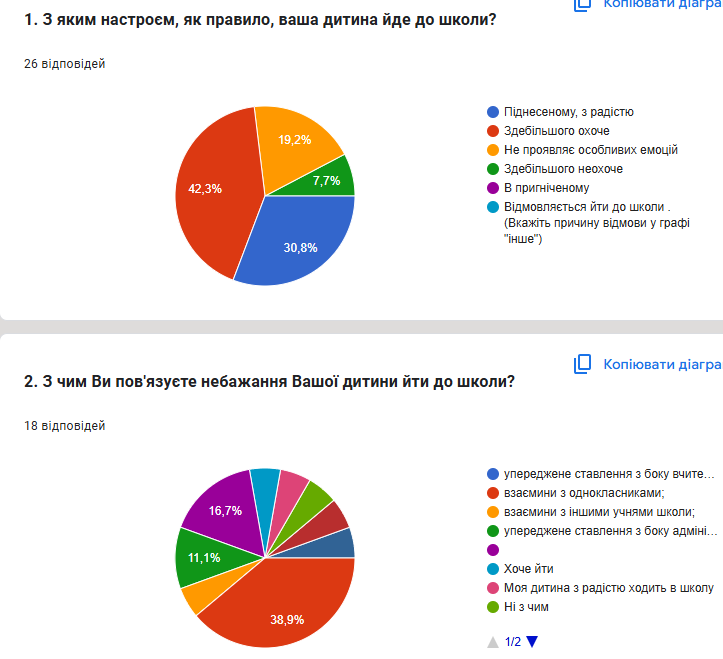 Копіювати діагра
1. З яким настроєм, як правило, ваша дитина йде до школи?
26 відповідей
19,2%
7,7%
42,3%
30,8%
Піднесеному, з радістю
Здебільшого охоче
Не проявляє особливих емоцій
Здебільшого неохоче
В пригніченому
Відмовляється йти до школи .
(Вкажіть причину відмови у графі
"інше")
Копіювати діагра
2. З чим Ви пов'язуєте небажання Вашої дитини йти до школи?
18 відповідей
16,7%
11,1%
38,9%
упереджене ставлення з боку вчите…
взаємини з однокласниками;
взаємини з іншими учнями школи;
упереджене ставлення з боку адміні…
Хоче йти
Моя дитина з радістю ходить в школу
Ні з чим
1/2